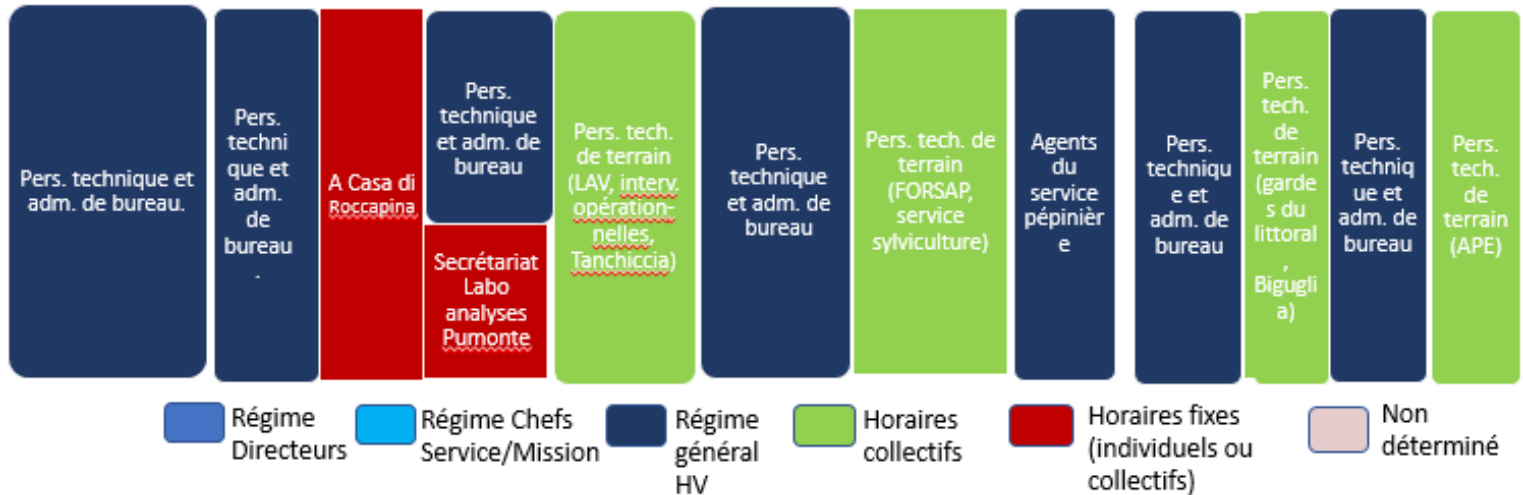 Pers. technique et
adm. de bureau.
Pers.
techni
que et
adm.
de
bureau
.
A Casa di
Roccapina
Pers.
technique
et adm. de
bureau
Secrétariat
Labo
analyses
Pumonte
Pers. tech.
de terrain
(LAV, interv.
opération-
nelles,
Tanchiccia)
Pers.
technique
et adm. de
bureau
Pers. tech. de
terrain
(FORSAP,
service
sylviculture)
Agents
du
service
pépinièr
e
Pers.
techniqu
e et
adm. de
bureau
Pers.
tech.
de
terrain
(garde
s du
littoral
,
Bigugli
a)
Pers.
techniq
ue et
adm. de
bureau
Pers.
tech.
de
terrain
(APE)
Régime
Directeurs
Régime Chefs
Service/Mission
Régime
général
HV
Horaires
collectifs
Horaires fixes
(individuels ou
collectifs)
Non
déterminé